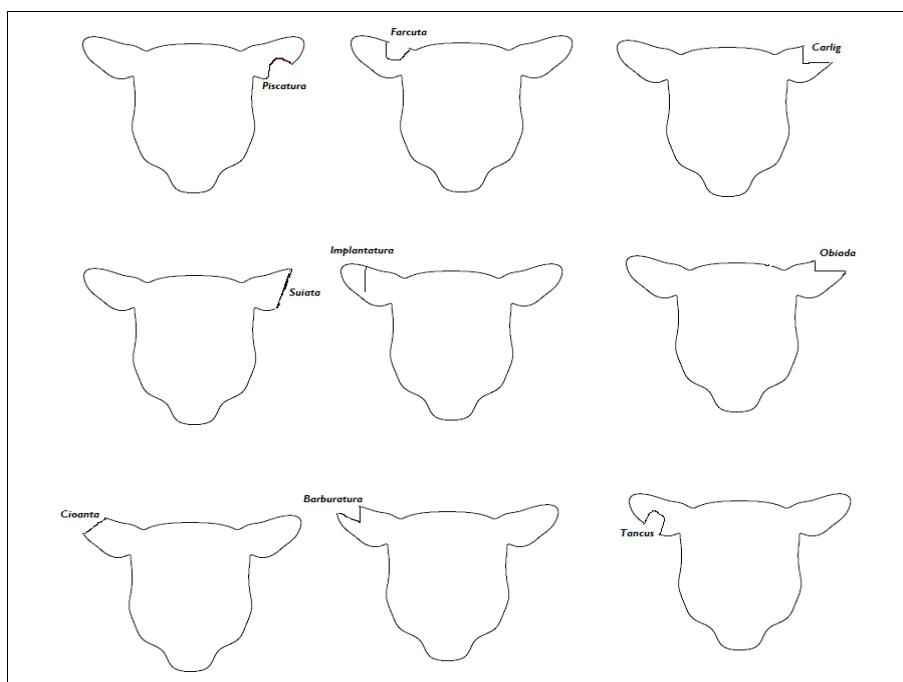 Farcuta
Carlig
Piscatura
Implantatura
Obiada
Suiata
Barburatura
Cioanta
Tancus